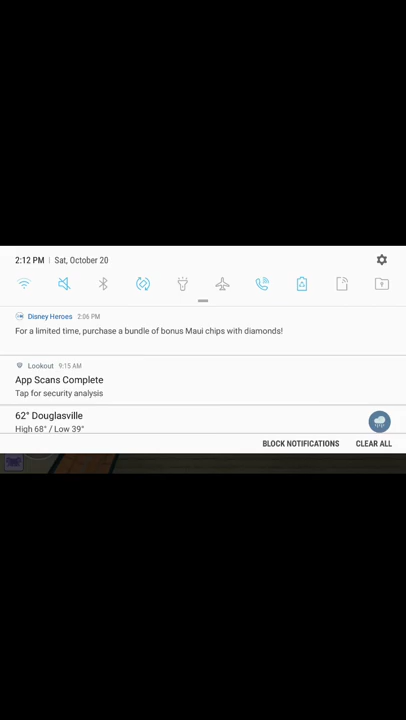 2:12 PM | Sat, October 20
Disney Heroes 2:06 PM
For a limited time, purchase a bundle of bonus Maui chips with diamonds!
Lookout 9:15 AM
App Scans Complete
Tap for security analysis
62° Douglasville
High 68° / Low 39°
BLOCK NOTIFICATIONS CLEAR ALL